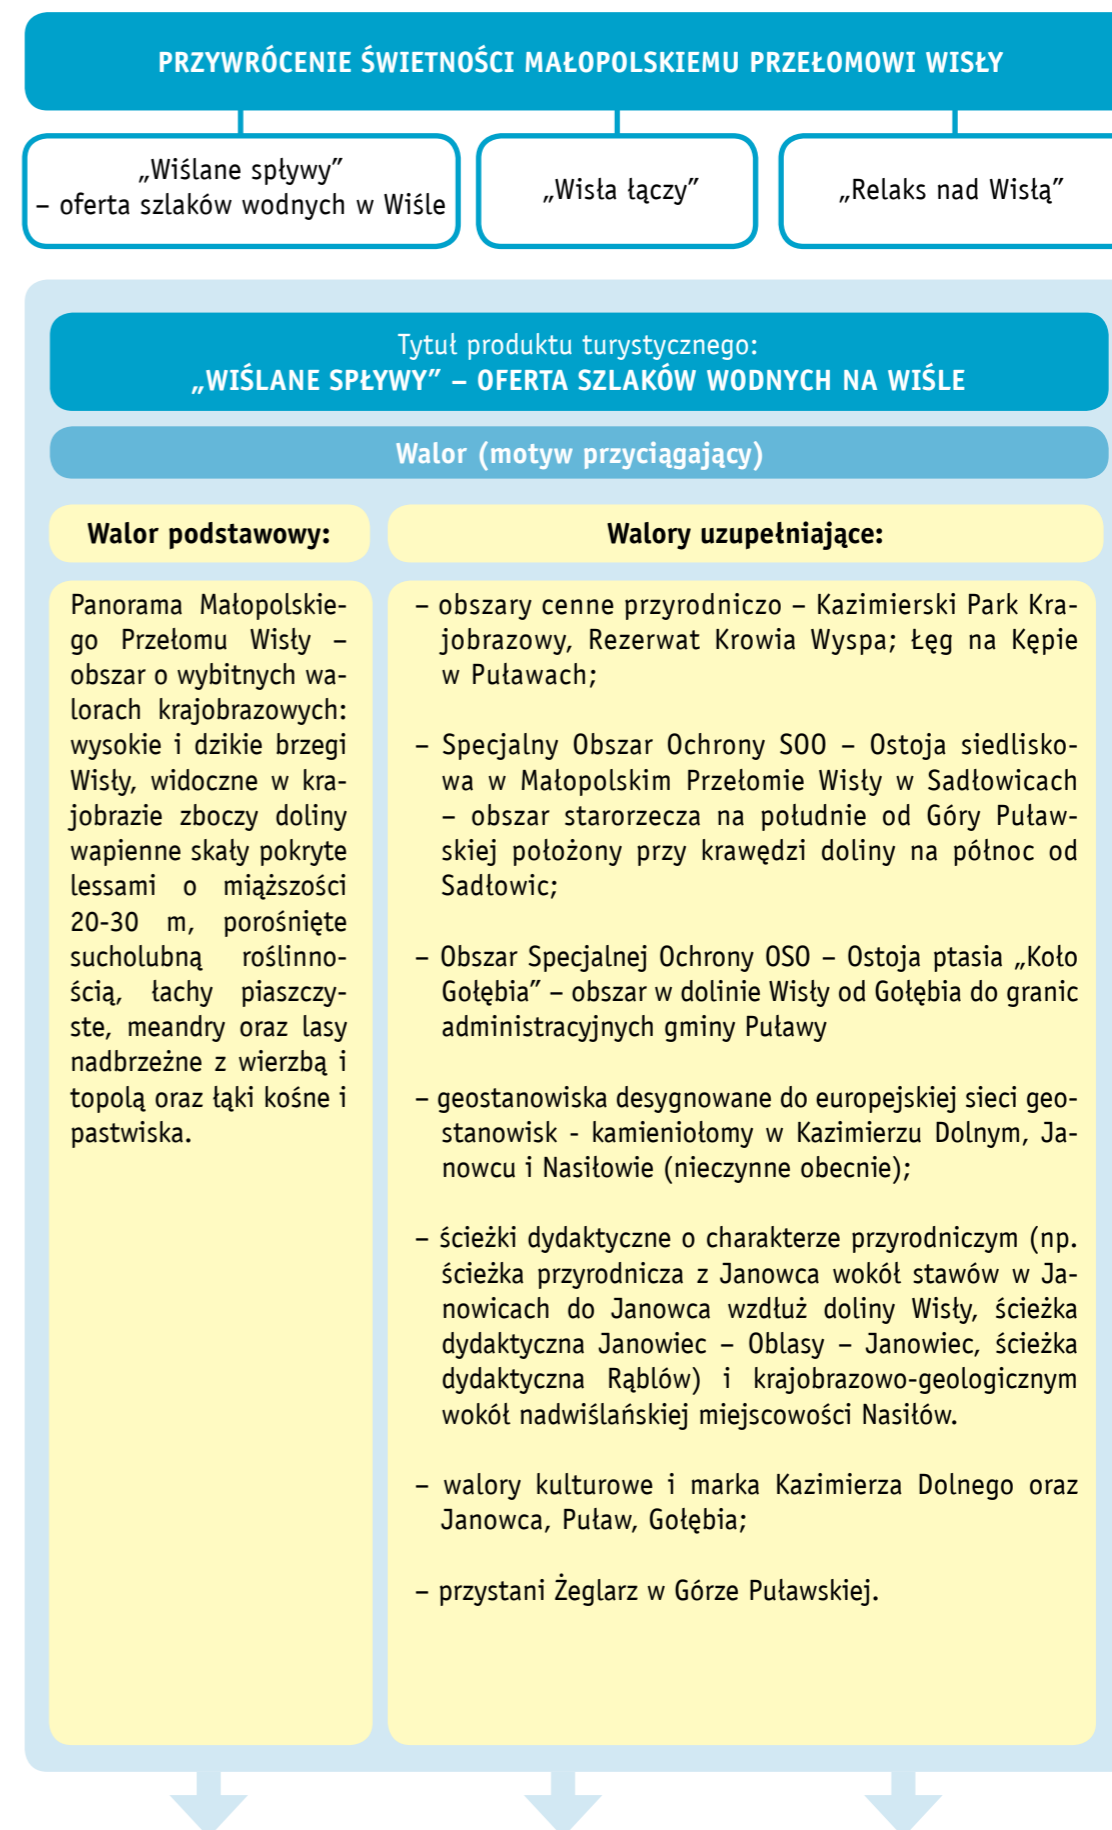 PRZYWRÓCENIE ŚWIETNOŚCI MAŁOPOLSKIEMU PRZEŁOMOWI WISŁY
„Wiślane spływy”
– oferta szlaków wodnych w Wiśle
„Wisła łączy”
„Relaks nad Wisłą”
Tytuł produktu turystycznego:
„WIŚLANE SPŁYWY” – OFERTA SZLAKÓW WODNYCH NA WIŚLE
Walor (motyw przyciągający)
Walor podstawowy:
Panorama Małopolskie-
go Przełomu Wisły –
obszar o wybitnych wa-
lorach krajobrazowych:
wysokie i dzikie brzegi
Wisły, widoczne w kra-
jobrazie zboczy doliny
wapienne skały pokryte
lessami o miąższości
20-30 m, porośnięte
sucholubną roślinno-
ścią, łachy piaszczy-
ste, meandry oraz lasy
nadbrzeżne z wierzbą i
topolą oraz łąki kośne i
pastwiska.
Walory uzupełniające:
– obszary cenne przyrodniczo – Kazimierski Park Kra-
jobrazowy, Rezerwat Krowia Wyspa; Łęg na Kępie
w Puławach;
– Specjalny Obszar Ochrony SOO – Ostoja siedlisko-
wa w Małopolskim Przełomie Wisły w Sadłowicach
– obszar starorzecza na południe od Góry Puław-
skiej położony przy krawędzi doliny na północ od
Sadłowic;
– Obszar Specjalnej Ochrony OSO – Ostoja ptasia „Koło
Gołębia” – obszar w dolinie Wisły od Gołębia do granic
administracyjnych gminy Puławy
– geostanowiska desygnowane do europejskiej sieci geo-
stanowisk - kamieniołomy w Kazimierzu Dolnym, Ja-
nowcu i Nasiłowie (nieczynne obecnie);
– ścieżki dydaktyczne o charakterze przyrodniczym (np.
ścieżka przyrodnicza z Janowca wokół stawów w Ja-
nowicach do Janowca wzdłuż doliny Wisły, ścieżka
dydaktyczna Janowiec – Oblasy – Janowiec, ścieżka
dydaktyczna Rąblów) i krajobrazowo-geologicznym
wokół nadwiślańskiej miejscowości Nasiłów.
– walory kulturowe i marka Kazimierza Dolnego oraz
Janowca, Puław, Gołębia;
– przystani Żeglarz w Górze Puławskiej.